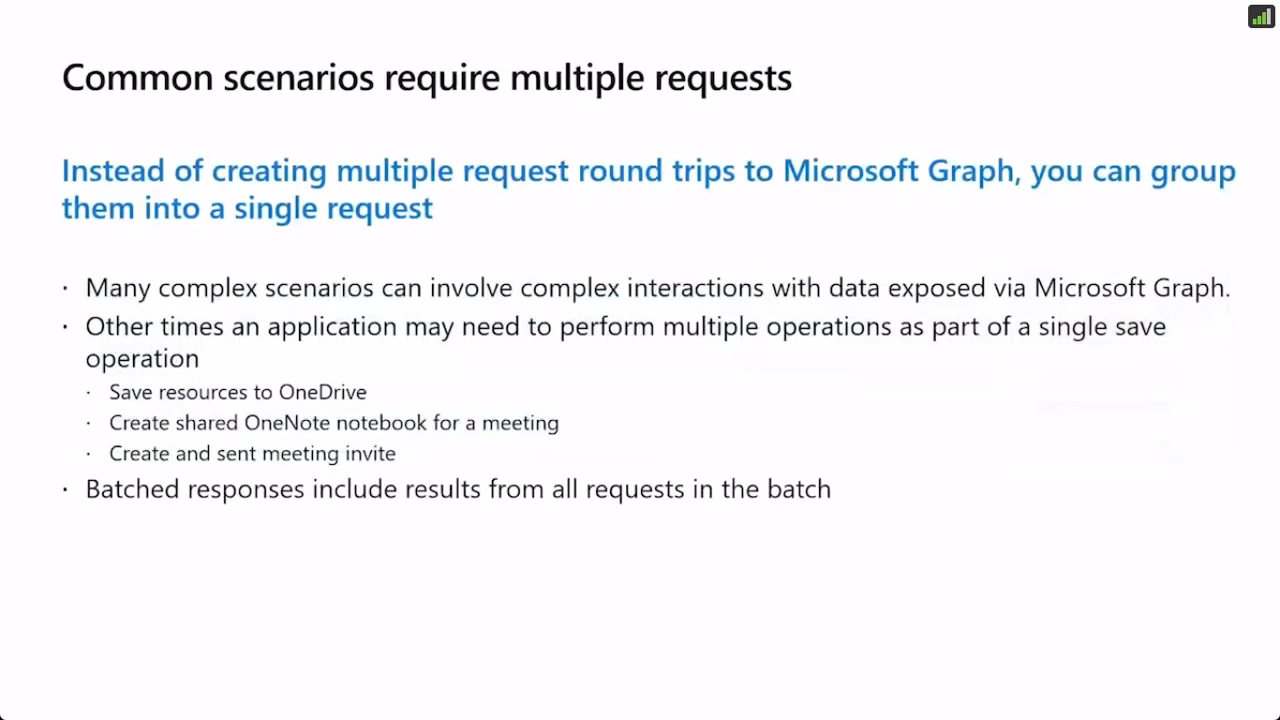 Common scenarios require multiple requests
Instead of creating multiple request round trips to Microsoft Graph, you can group
them into a single request
· Many complex scenarios can involve complex interactions with data exposed via Microsoft Graph.
· Other times an application may need to perform multiple operations as part of a single save
operation
· Save resources to OneDrive
· Create shared OneNote notebook for a meeting
· Create and sent meeting invite
· Batched responses include results from all requests in the batch